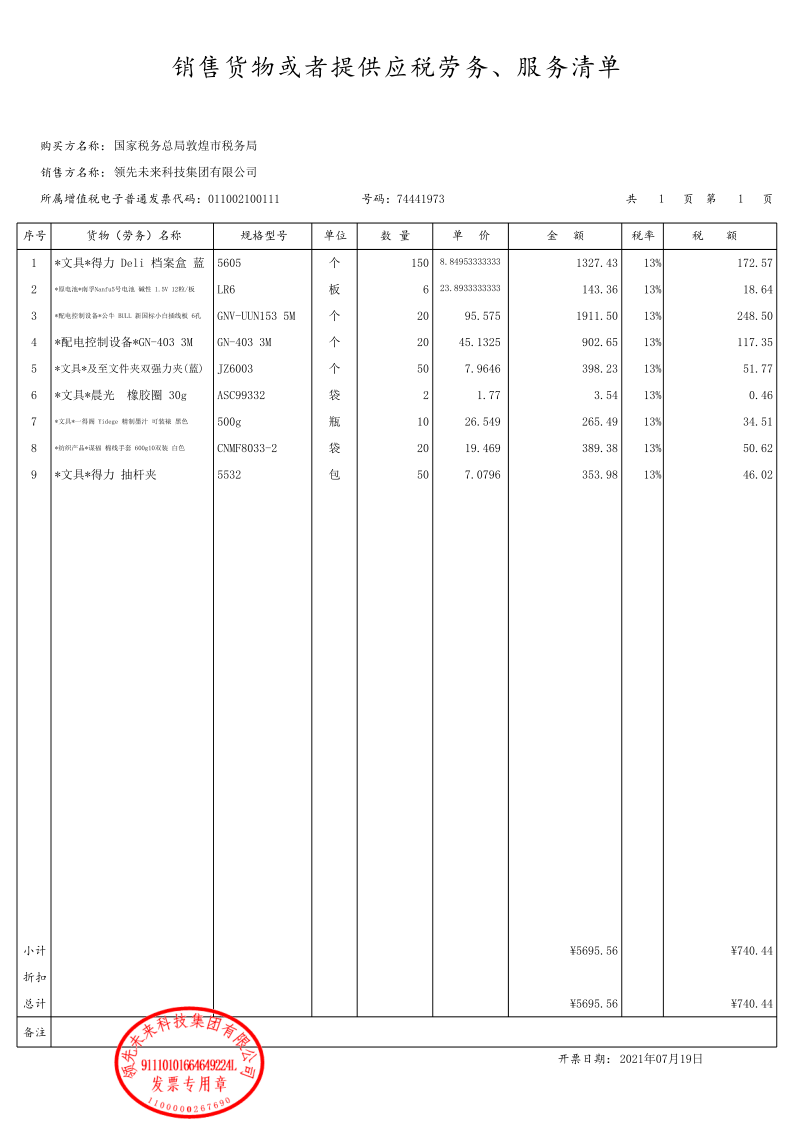 销售货物或者提供应税劳务、服务清单
购买方名称: 国家税务总局敦煌市税务局
销售方名称: 领先未来科技集团有限公司
所属增值税电子普通发票代码: 011002100111 号码: 74441973 共 1 页 第 1 页
序号 货物（劳务）名称 规格型号 单位 数 量 单 价 金 额 税率 税 额
1 *文具*得力 Deli 档案盒 蓝 5605 个 150 8.84953333333 1327.43 13% 172.57
2 *原电池*南孚Nanfu5号电池 碱性 1.5V 12粒/板 LR6 板 6 23.8933333333 143.36 13% 18.64
3 *配电控制设备*公牛 BULL 新国标小白插线板 6孔 GNV-UUN153 5M 个 20 95.575 1911.50 13% 248.50
4 *配电控制设备*GN-403 3M GN-403 3M 个 20 45.1325 902.65 13% 117.35
5 *文具*及至文件夹双强力夹(蓝) JZ6003 个 50 7.9646 398.23 13% 51.77
6 *文具*晨光 橡胶圈 30g ASC99332 袋 2 1.77 3.54 13% 0.46
7 *文具*一得阁 Yidege 精制墨汁 可装裱 黑色 500g 瓶 10 26.549 265.49 13% 34.51
8 *纺织产品*谋福 棉线手套 600g10双装 白色 CNMF8033-2 袋 20 19.469 389.38 13% 50.62
9 *文具*得力 抽杆夹 5532 包 50 7.0796 353.98 13% 46.02
小计 ¥5695.56 ¥740.44
折扣
总计 ¥5695.56 ¥740.44
备注
领先未来科技集团有限公司
91110101664649224L
发票专用章
1100000267690
开票日期: 2021年07月19日